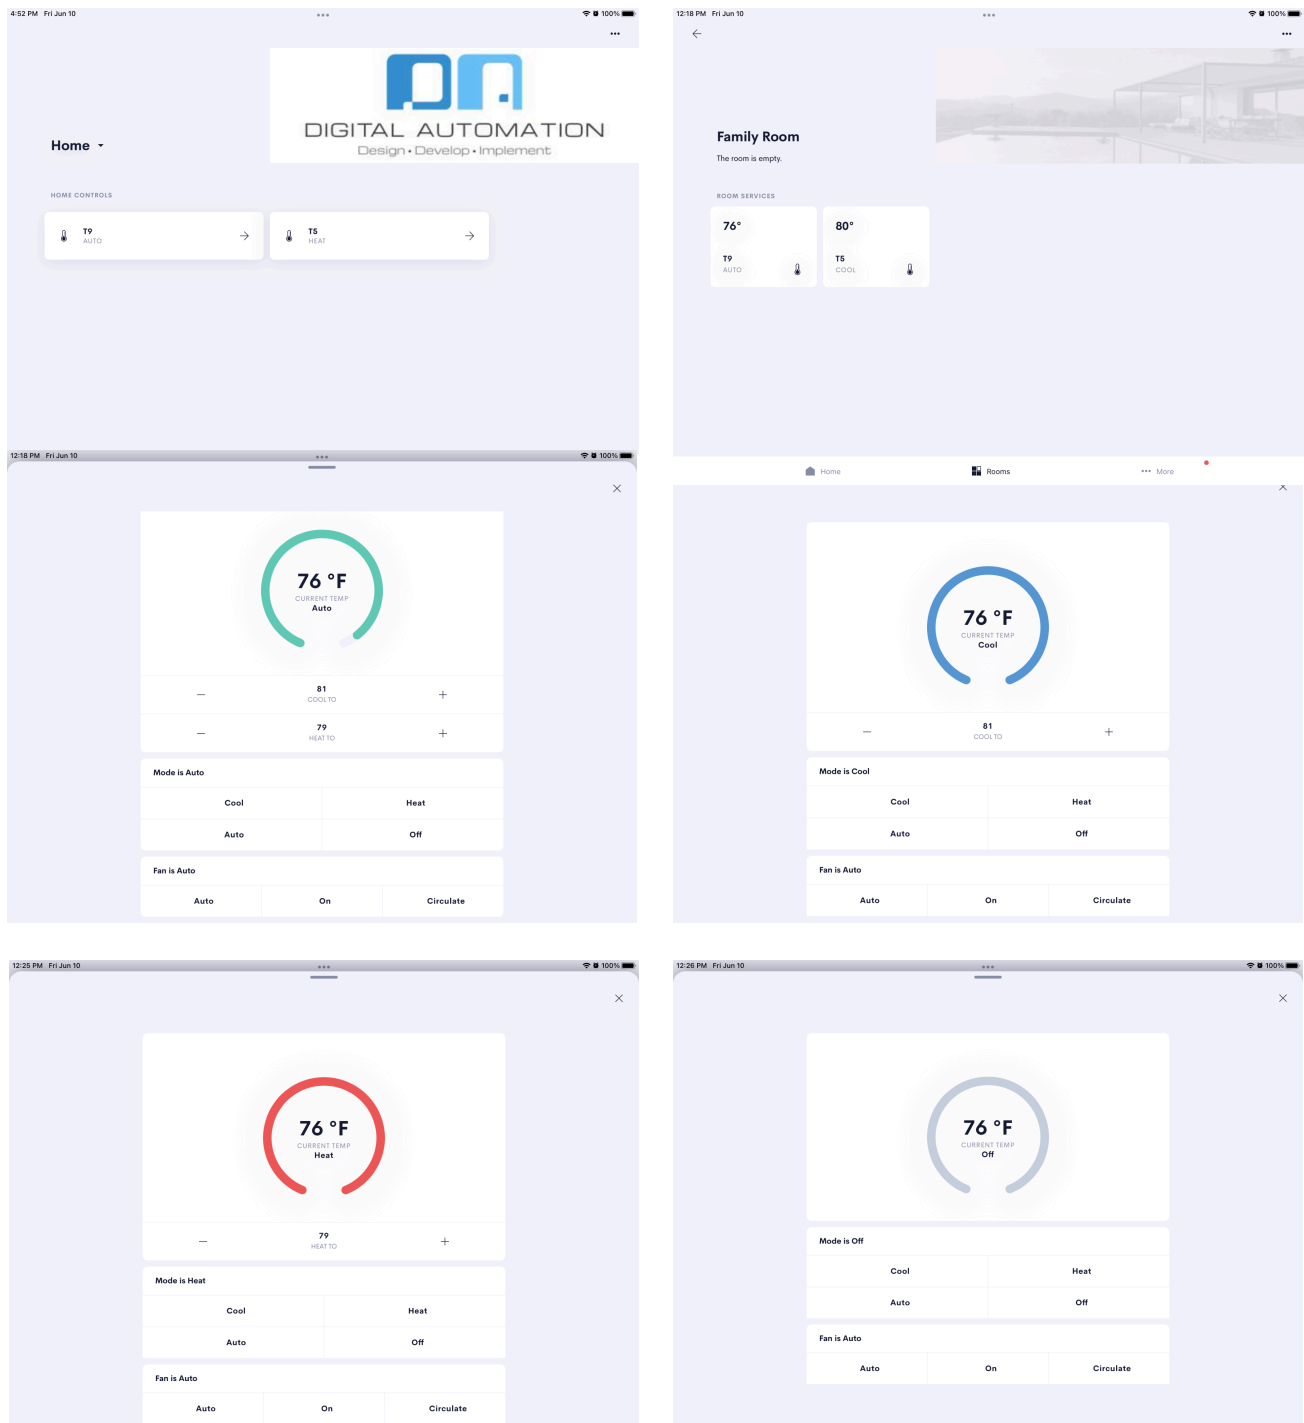 4:52 PM Fri Jun 10
100%
DIGITAL AUTOMATION
Design • Develop • Implement
Home
HOME CONTROLS
T9
AUTO
T5
HEAT
12:18 PM Fri Jun 10
100%
Family Room
The room is empty.
ROOM SERVICES
76°
T9
AUTO
80°
T5
COOL
Home
Rooms
More
12:18 PM Fri Jun 10
100%
76 °F
CURRENT TEMP
Auto
81
COOL TO
79
HEAT TO
Mode is Auto
Cool
Heat
Auto
Off
Fan is Auto
Auto
On
Circulate
76 °F
CURRENT TEMP
Cool
81
COOL TO
Mode is Cool
Cool
Heat
Auto
Off
Fan is Auto
Auto
On
Circulate
12:25 PM Fri Jun 10
100%
76 °F
CURRENT TEMP
Heat
79
HEAT TO
Mode is Heat
Cool
Heat
Auto
Off
Fan is Auto
Auto
On
Circulate
12:26 PM Fri Jun 10
100%
76 °F
CURRENT TEMP
Off
Mode is Off
Cool
Heat
Auto
Off
Fan is Auto
Auto
On
Circulate